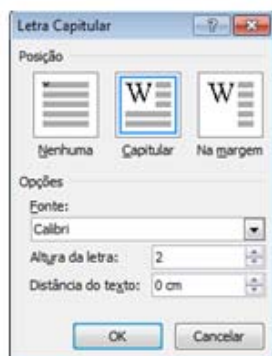 Letra Capitular
Posição
W W
Nenhuma Capitular Na margem
Opções
Fonte:
Calibri
Altura da letra: 2
Distância do texto: 0 cm
OK Cancelar